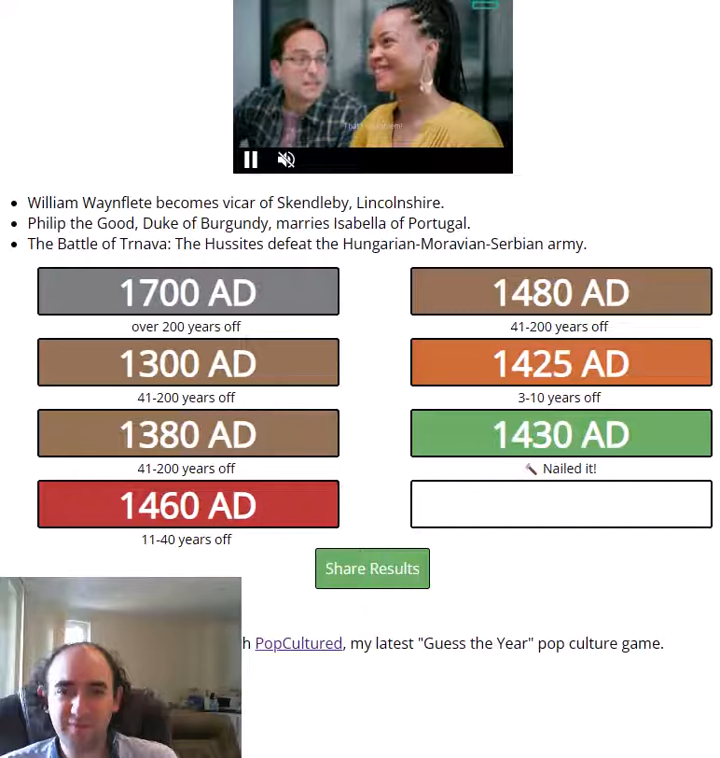 William Waynflete becomes vicar of Skendleby, Lincolnshire.
Philip the Good, Duke of Burgundy, marries Isabella of Portugal.
The Battle of Trnava: The Hussites defeat the Hungarian-Moravian-Serbian army.
1700 AD
over 200 years off
1300 AD
41-200 years off
1380 AD
41-200 years off
1460 AD
11-40 years off
1480 AD
41-200 years off
1425 AD
3-10 years off
1430 AD
Nailed it!
Share Results
h PopCultured, my latest "Guess the Year" pop culture game.